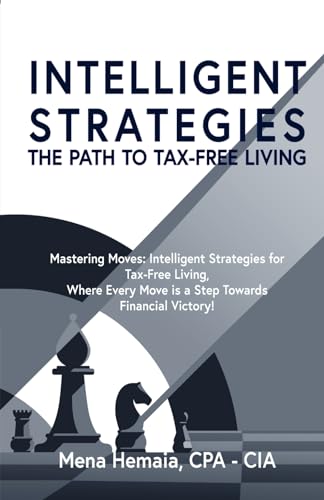 INTELLIGENT
STRATEGIES
THE PATH TO TAX-FREE LIVING
Mastering Moves: Intelligent Strategies for
Tax-Free Living,
Where Every Move is a Step Towards
Financial Victory!
Mena Hemaia, CPA - CIA